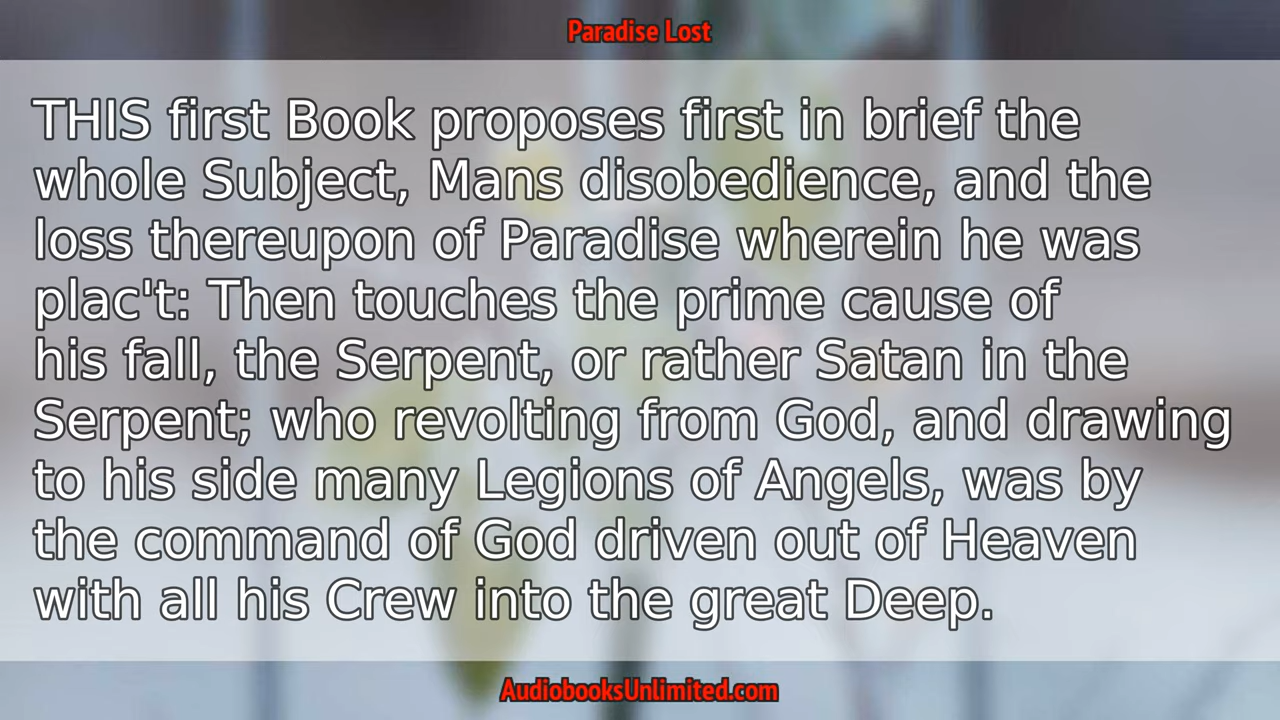 Paradise Lost
THIS first Book proposes first in brief the
whole Subject, Mans disobedience, and the
loss thereupon of Paradise wherein he was
plac't: Then touches the prime cause of
his fall, the Serpent, or rather Satan in the
Serpent; who revolting from God, and drawing
to his side many Legions of Angels, was by
the command of God driven out of Heaven
with all his Crew into the great Deep.
AudiobooksUnlimited.com